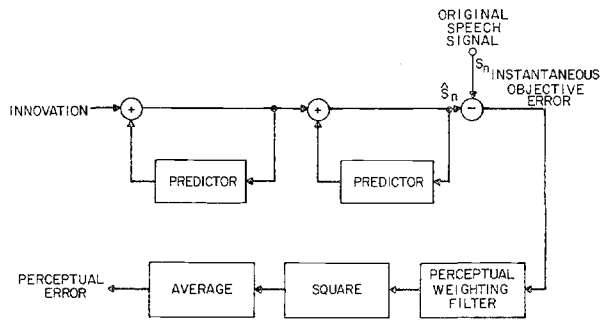 ORIGINAL
SPEECH
SIGNAL
Sn
INSTANTANEOUS
OBJECTIVE
ERROR
Ŝn
INNOVATION
+
+
−
PREDICTOR
PREDICTOR
PERCEPTUAL
ERROR
AVERAGE
SQUARE
PERCEPTUAL
WEIGHTING
FILTER